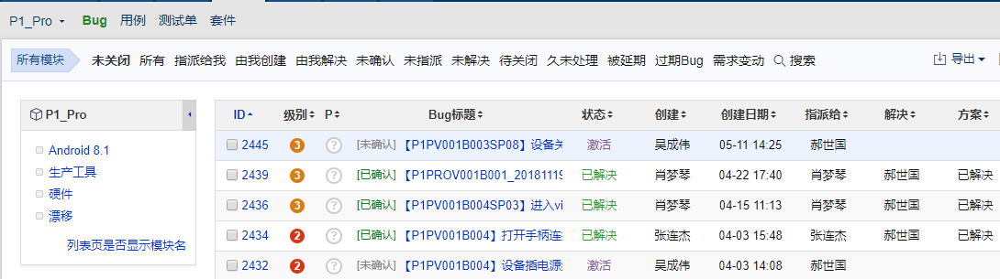 P1_Pro Bug 用例 测试单 套件
所有模块 未关闭 所有 指派给我 由我创建 由我解决 未确认 未指派 未解决 待关闭 久未处理 被延期 过期Bug 需求变动 搜索 导出
P1_Pro
Android 8.1
生产工具
硬件
漂移
列表页是否显示模块名
ID 级别 P Bug标题 状态 创建 创建日期 指派给 解决 方案
2445 3 ? [未确认] 【P1PV001B003SP08】设备关 激活 吴成伟 05-11 14:25 郝世国
2439 3 ? [已确认] 【P1PROV001B001_20181119 已解决 肖梦琴 04-22 17:40 肖梦琴 郝世国 已解决
2436 3 ? [已确认] 【P1PV001B004SP03】进入vi 已解决 肖梦琴 04-15 11:13 肖梦琴 郝世国 已解决
2434 2 ? [已确认] 【P1PV001B004】打开手柄连 已解决 张连杰 04-03 15:48 张连杰 郝世国 已解决
2432 2 ? [未确认] 【P1PV001B004】设备插电源 激活 吴成伟 04-03 14:08 郝世国